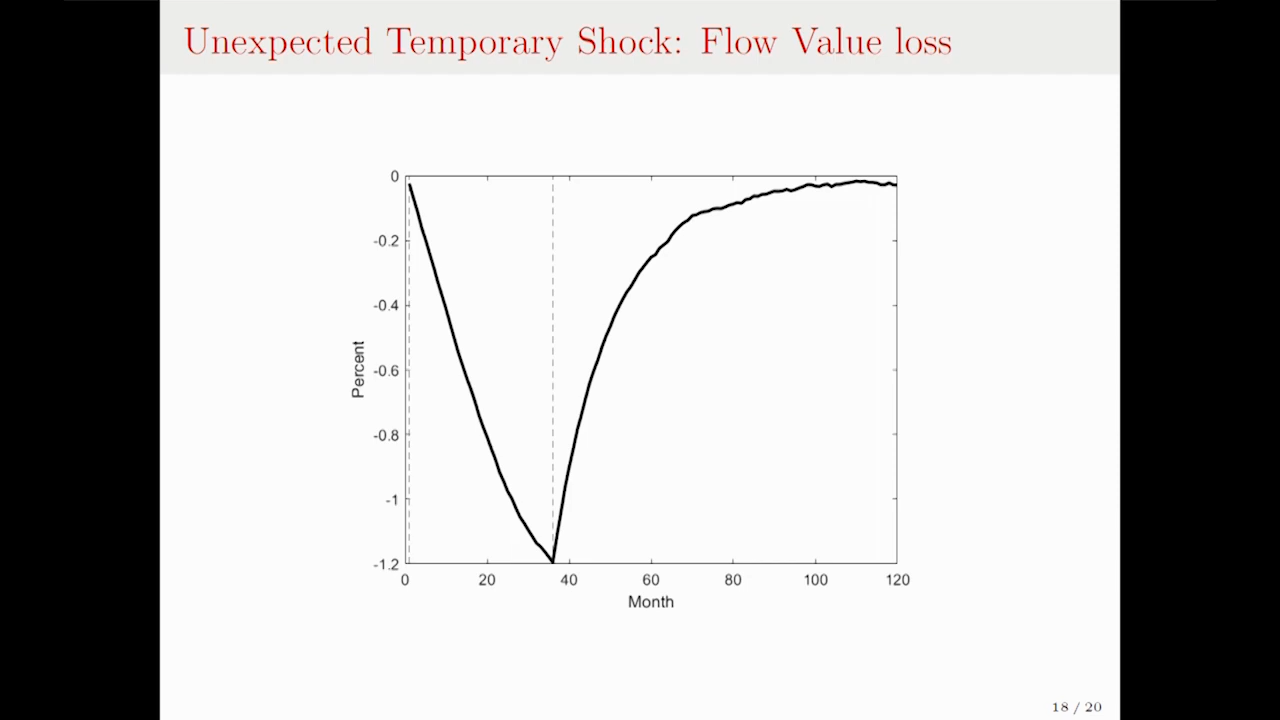 Unexpected Temporary Shock: Flow Value loss
0
-0.2
-0.4
-0.6
-0.8
-1
-1.2
Percent
0 20 40 60 80 100 120
Month
18 / 20